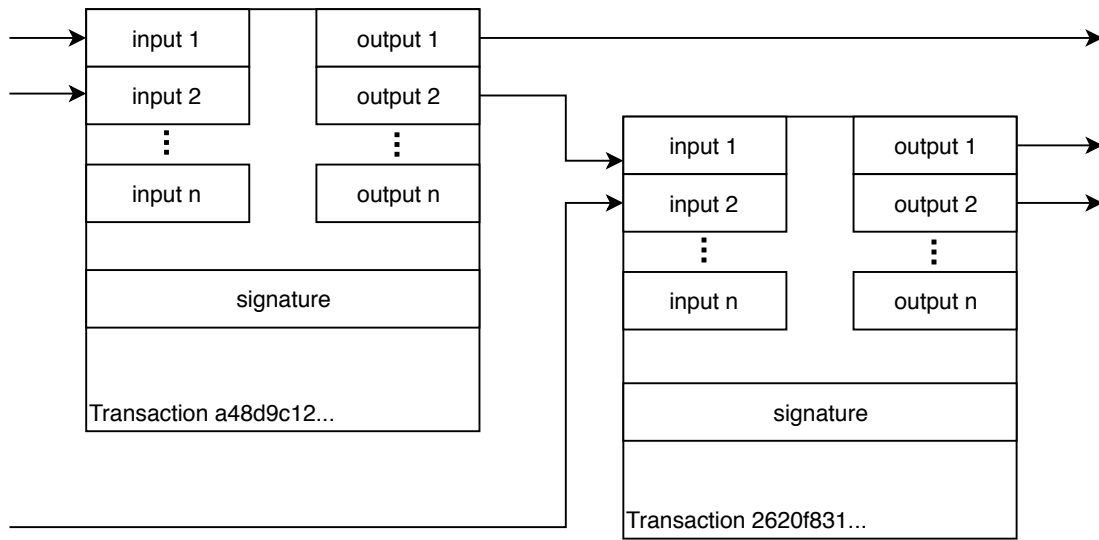 input 1
output 1
input 2
output 2
input n
output n
signature
Transaction a48d9c12...
input 1
output 1
input 2
output 2
input n
output n
signature
Transaction 2620f831...